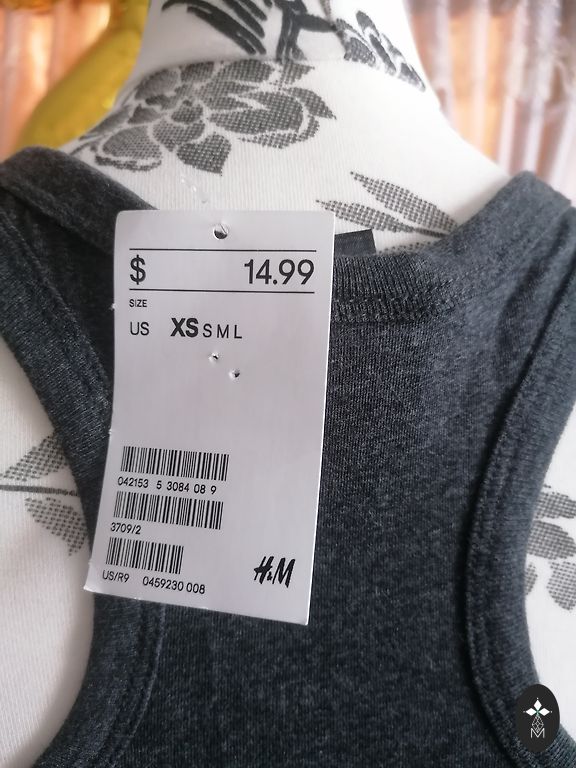 $ 14.99
SIZE
US XS S M L
042153 5 3084 08 9
3709/2
US/R9 0459230 008
H&M
M